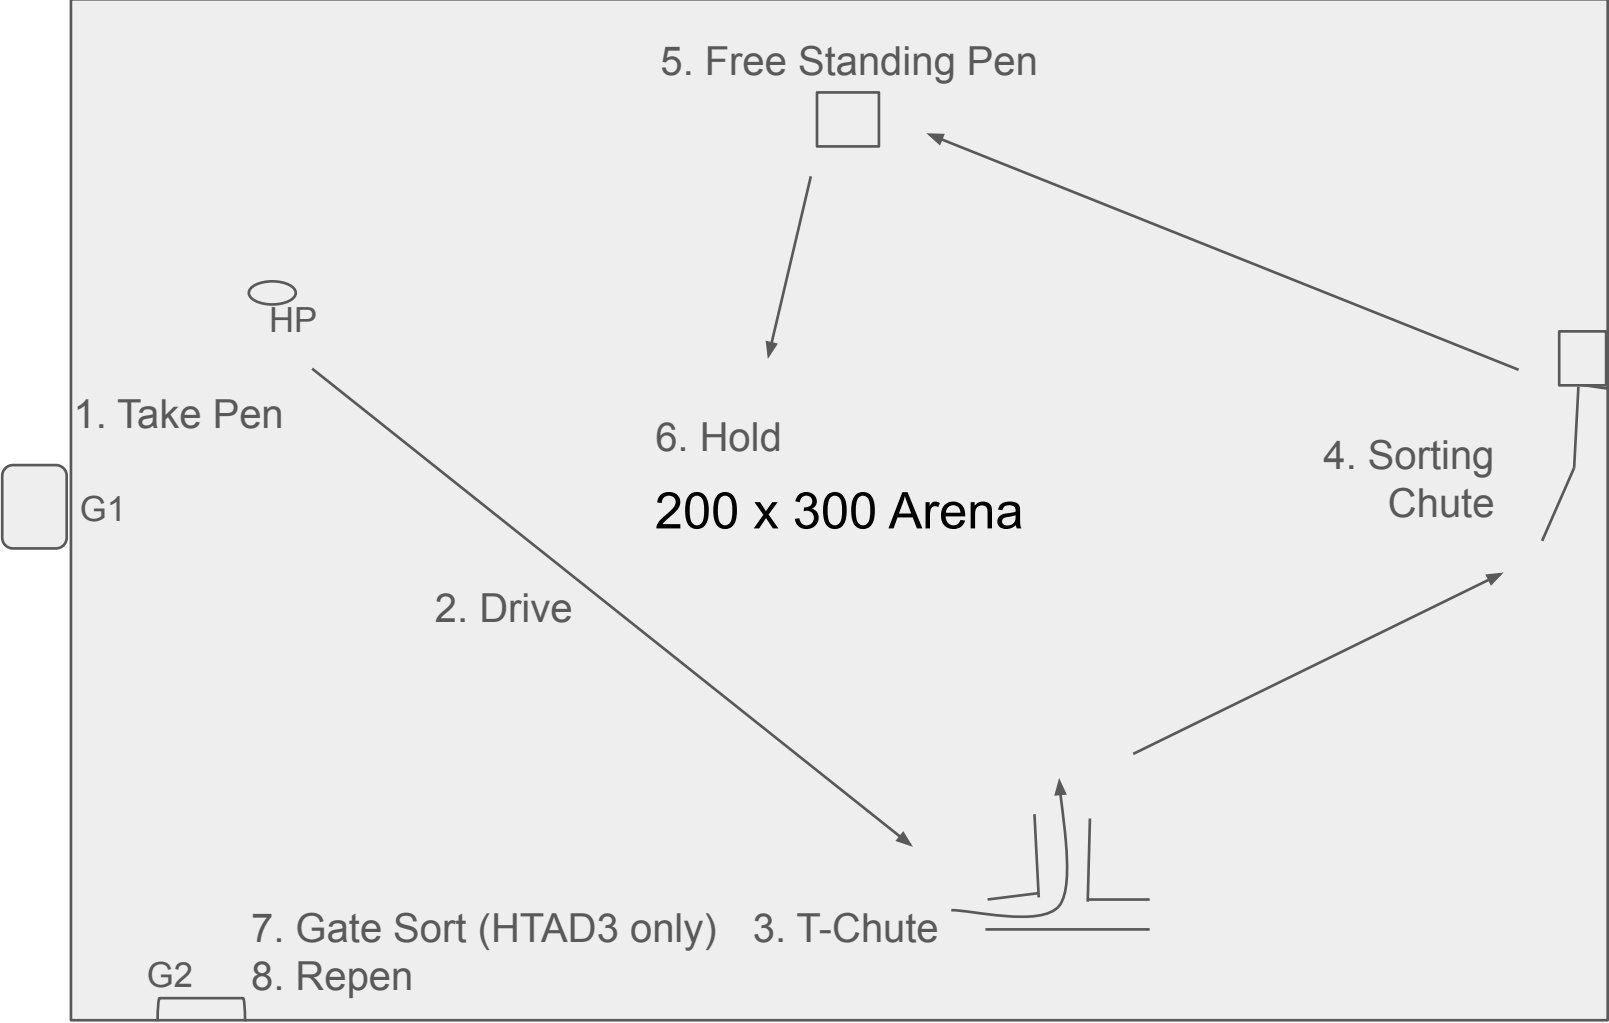 5. Free Standing Pen
HP
1. Take Pen
6. Hold
4. Sorting
Chute
G1
200 x 300 Arena
2. Drive
7. Gate Sort (HTAD3 only)
3. T-Chute
G2
8. Repen